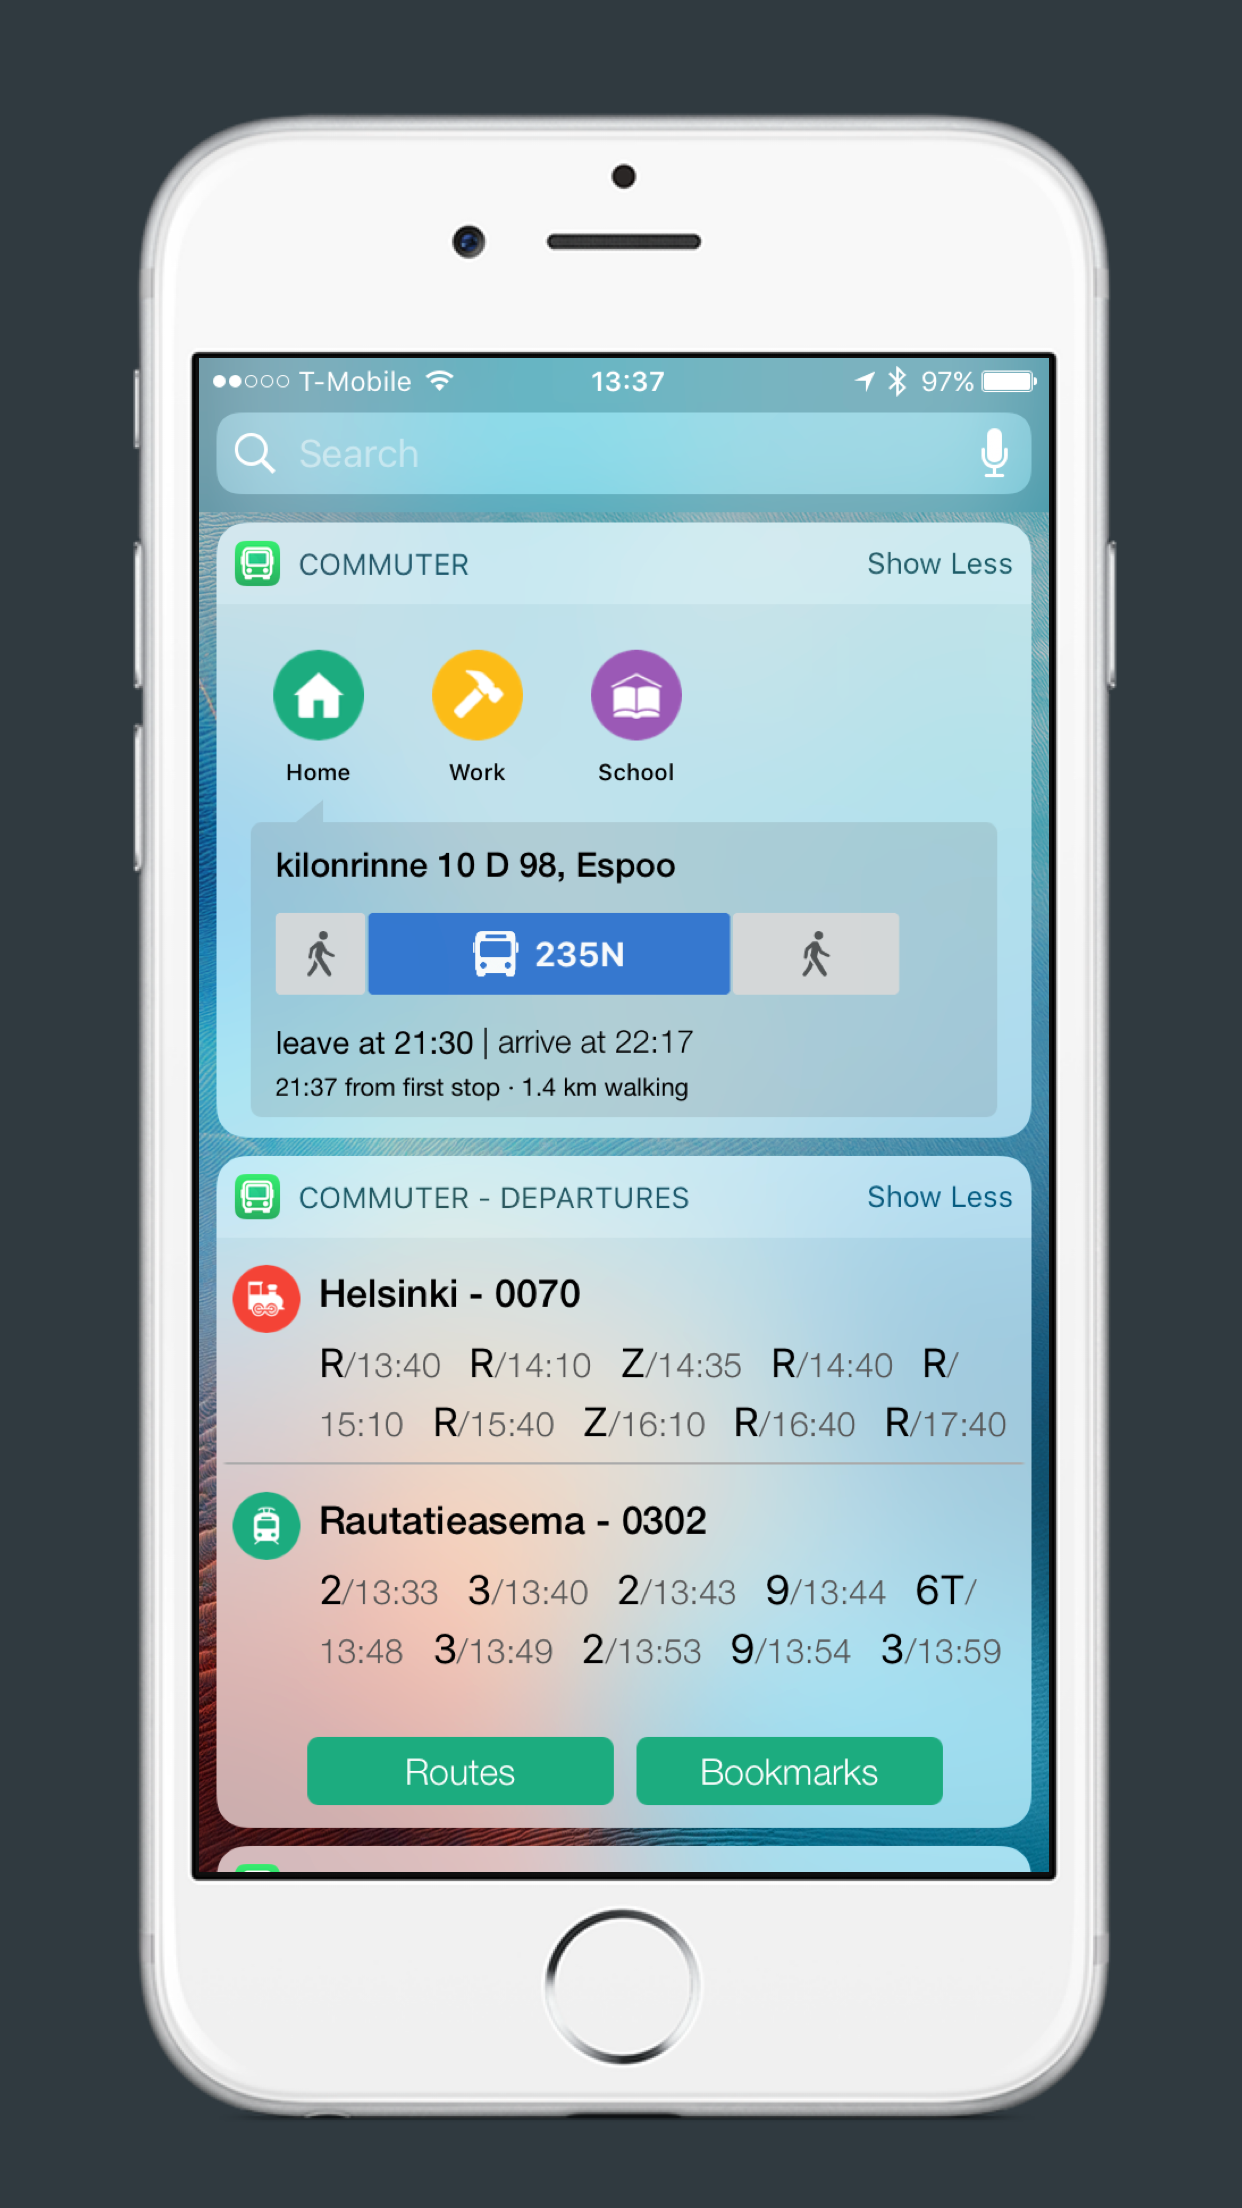 T-Mobile 13:37 97%
Search
COMMUTER Show Less
Home Work School
kilonrinne 10 D 98, Espoo
235N
leave at 21:30 | arrive at 22:17
21:37 from first stop · 1.4 km walking
COMMUTER - DEPARTURES Show Less
Helsinki - 0070
R/13:40 R/14:10 Z/14:35 R/14:40 R/
15:10 R/15:40 Z/16:10 R/16:40 R/17:40
Rautatieasema - 0302
2/13:33 3/13:40 2/13:43 9/13:44 6T/
13:48 3/13:49 2/13:53 9/13:54 3/13:59
Routes Bookmarks